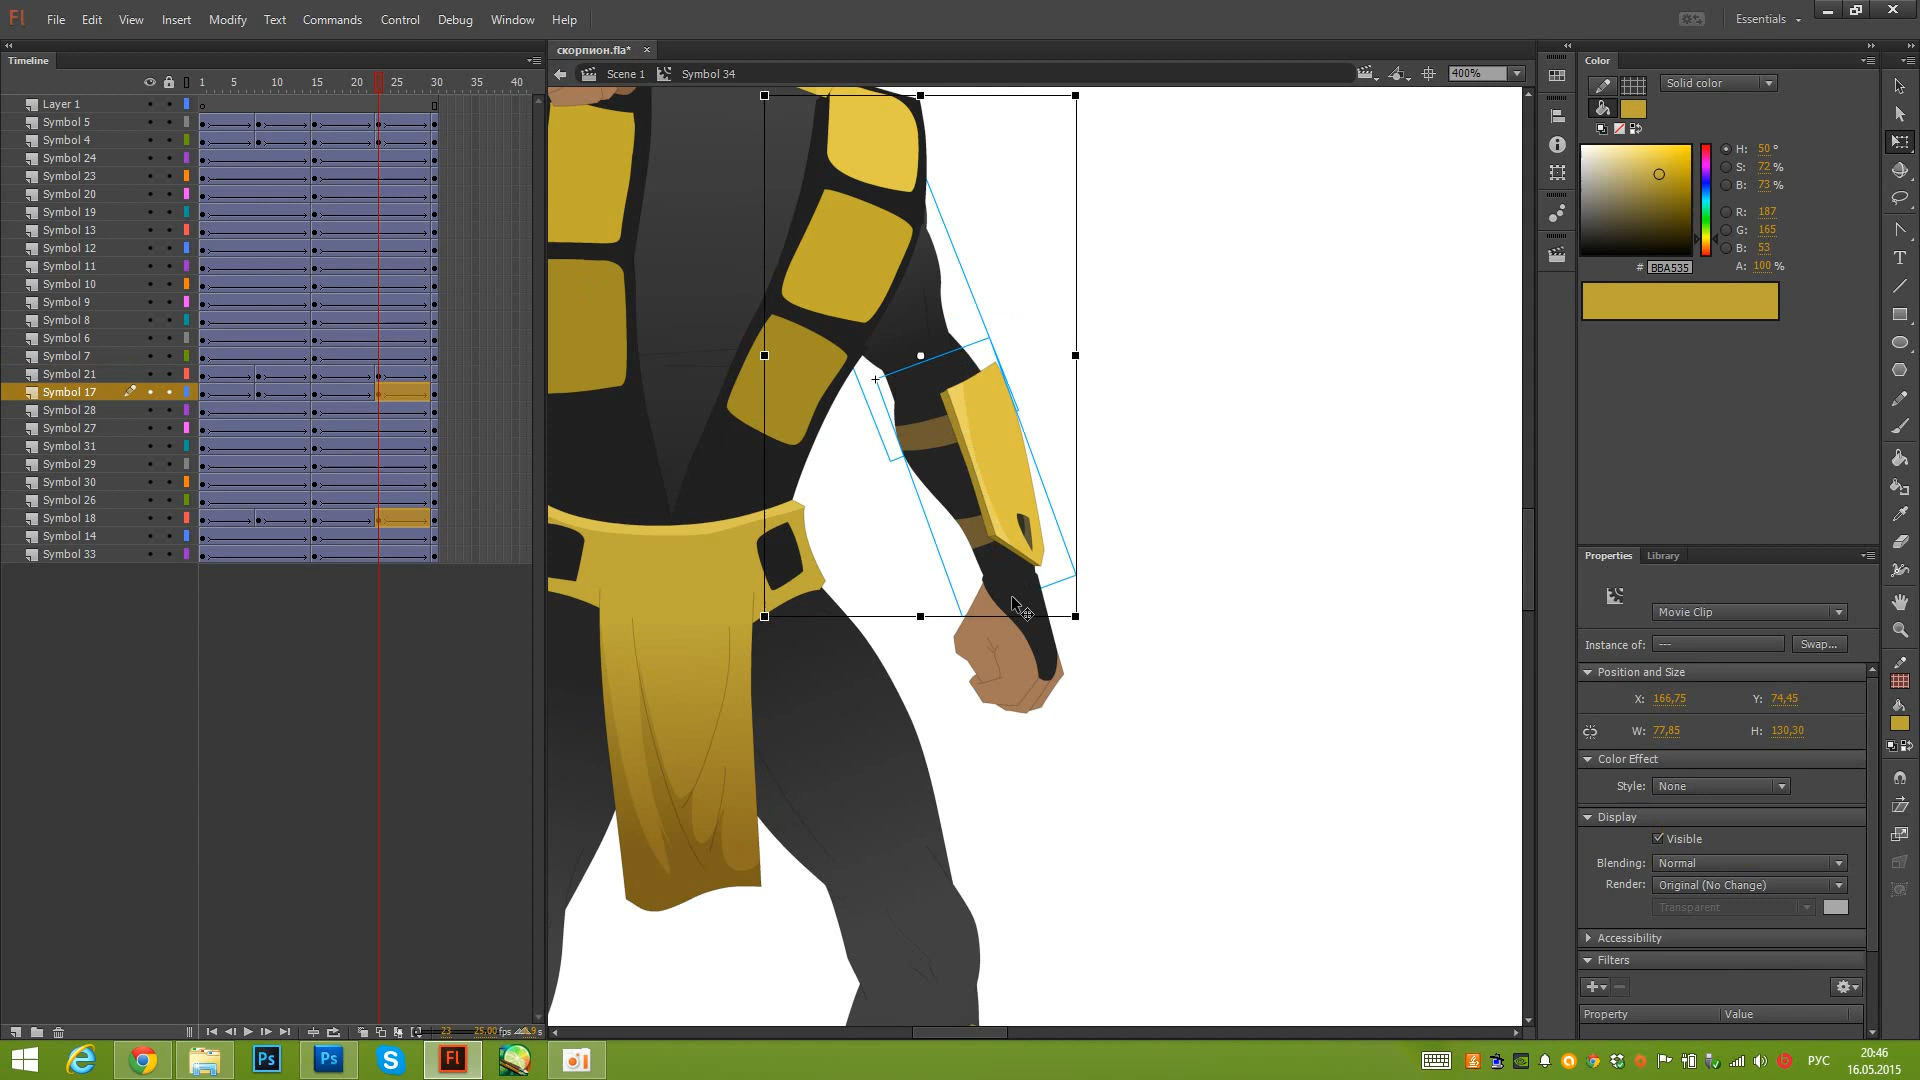 Fl File Edit View Insert Modify Text Commands Control Debug Window Help Essentials
Timeline
скорпион.fla*
Scene 1 Symbol 34 400%
1 5 10 15 20 25 30 35 40
Layer 1
Symbol 5
Symbol 4
Symbol 24
Symbol 23
Symbol 20
Symbol 19
Symbol 13
Symbol 12
Symbol 11
Symbol 10
Symbol 9
Symbol 8
Symbol 6
Symbol 7
Symbol 21
Symbol 17
Symbol 28
Symbol 27
Symbol 31
Symbol 29
Symbol 30
Symbol 26
Symbol 18
Symbol 14
Symbol 33
23 25,00 fps
Color
Solid color
H: 50 °
S: 72 %
B: 73 %
R: 187
G: 165
B: 53
# BBA535 A: 100 %
Properties Library
Movie Clip
Instance of: --- Swap...
Position and Size
X: 166,75 Y: 74,45
W: 77,85 H: 130,30
Color Effect
Style: None
Display
Visible
Blending: Normal
Render: Original (No Change)
Transparent
Accessibility
Filters
Property Value
Ps Ps S Fl
РУС
20:46
16.05.2015